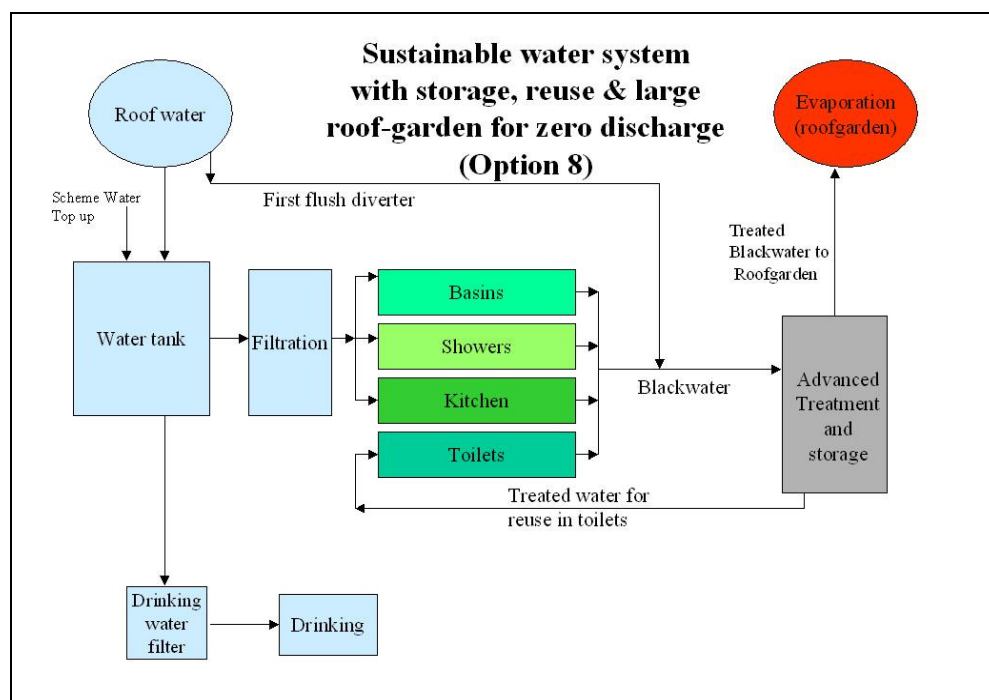 Sustainable water system
with storage, reuse & large
roof-garden for zero discharge
(Option 8)
Roof water
Evaporation
(roofgarden)
Scheme Water
Top up
First flush diverter
Treated
Blackwater to
Roofgarden
Water tank
Filtration
Basins
Showers
Kitchen
Toilets
Blackwater
Advanced
Treatment
and
storage
Treated water for
reuse in toilets
Drinking
water
filter
Drinking